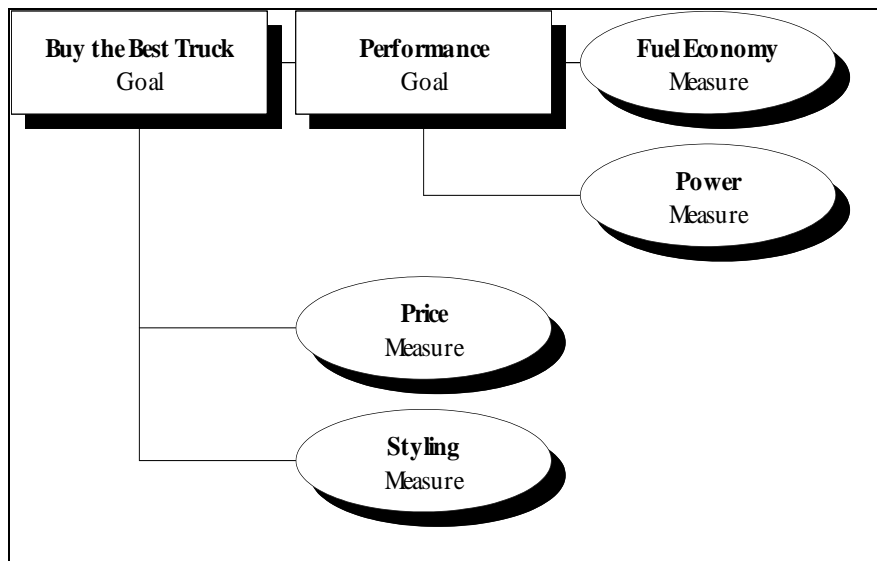 Buy the Best Truck
Goal
Performance
Goal
Fuel Economy
Measure
Power
Measure
Price
Measure
Styling
Measure